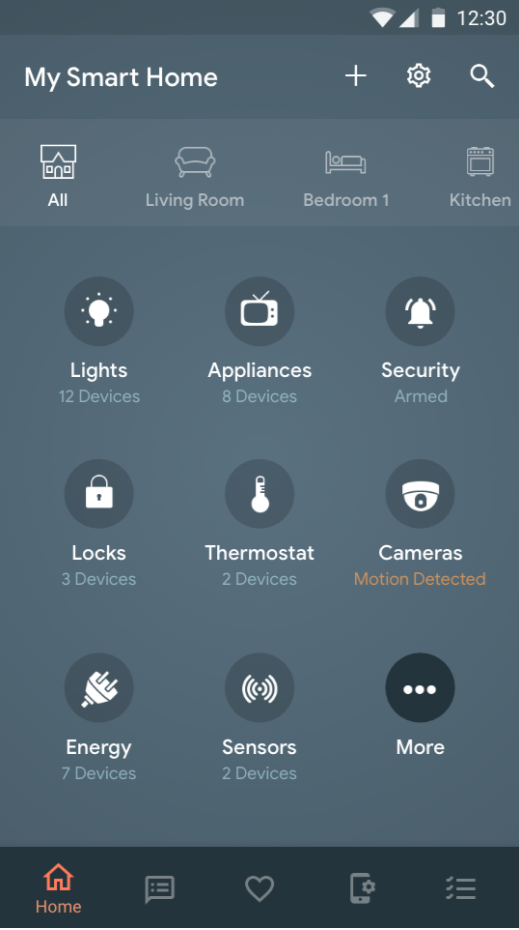 12:30
My Smart Home
All
Living Room
Bedroom 1
Kitchen
Lights
Appliances
Security
12 Devices
8 Devices
Armed
Locks
Thermostat
Cameras
3 Devices
2 Devices
Motion Detected
Energy
Sensors
More
7 Devices
2 Devices
Home